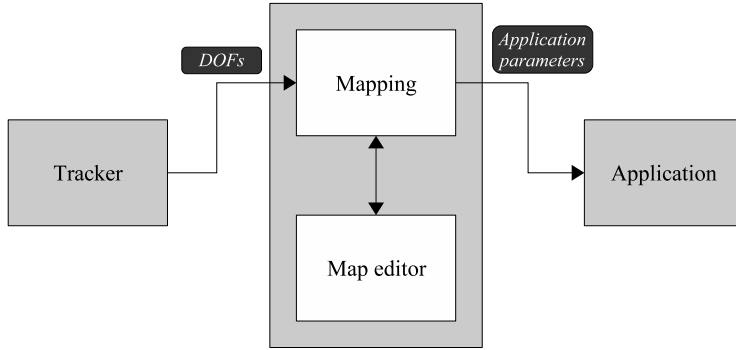 DOFs
Application
parameters
Mapping
Tracker
Application
Map editor